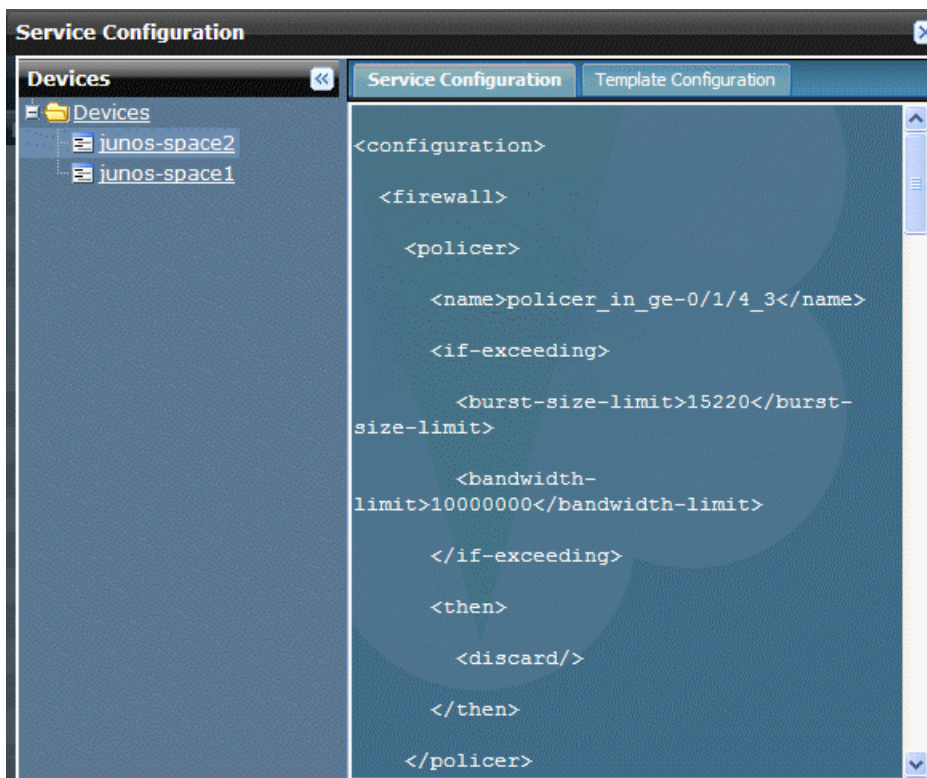 Service Configuration
Devices
Devices
junos-space2
junos-space1
Service Configuration
Template Configuration
<configuration>
<firewall>
<policer>
<name>policer_in_ge-0/1/4_3</name>
<if-exceeding>
<burst-size-limit>15220</burst-
size-limit>
<bandwidth-
limit>10000000</bandwidth-limit>
</if-exceeding>
<then>
<discard/>
</then>
</policer>